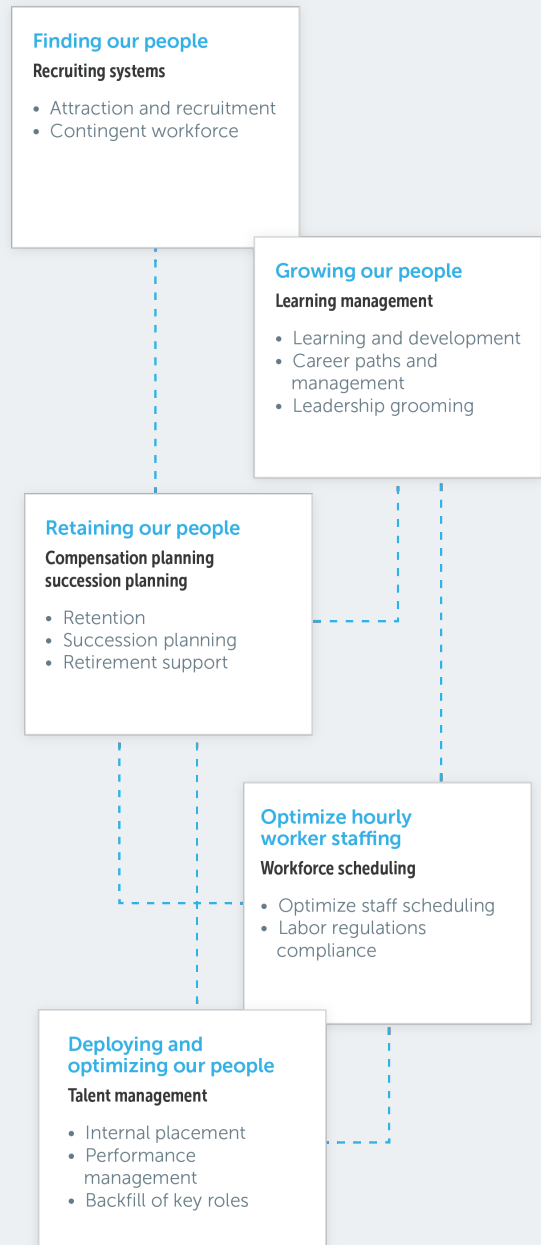 Finding our people
Recruiting systems
• Attraction and recruitment
• Contingent workforce
Growing our people
Learning management
• Learning and development
• Career paths and
management
• Leadership grooming
Retaining our people
Compensation planning
succession planning
• Retention
• Succession planning
• Retirement support
Optimize hourly
worker staffing
Workforce scheduling
• Optimize staff scheduling
• Labor regulations
compliance
Deploying and
optimizing our people
Talent management
• Internal placement
• Performance
management
• Backfill of key roles